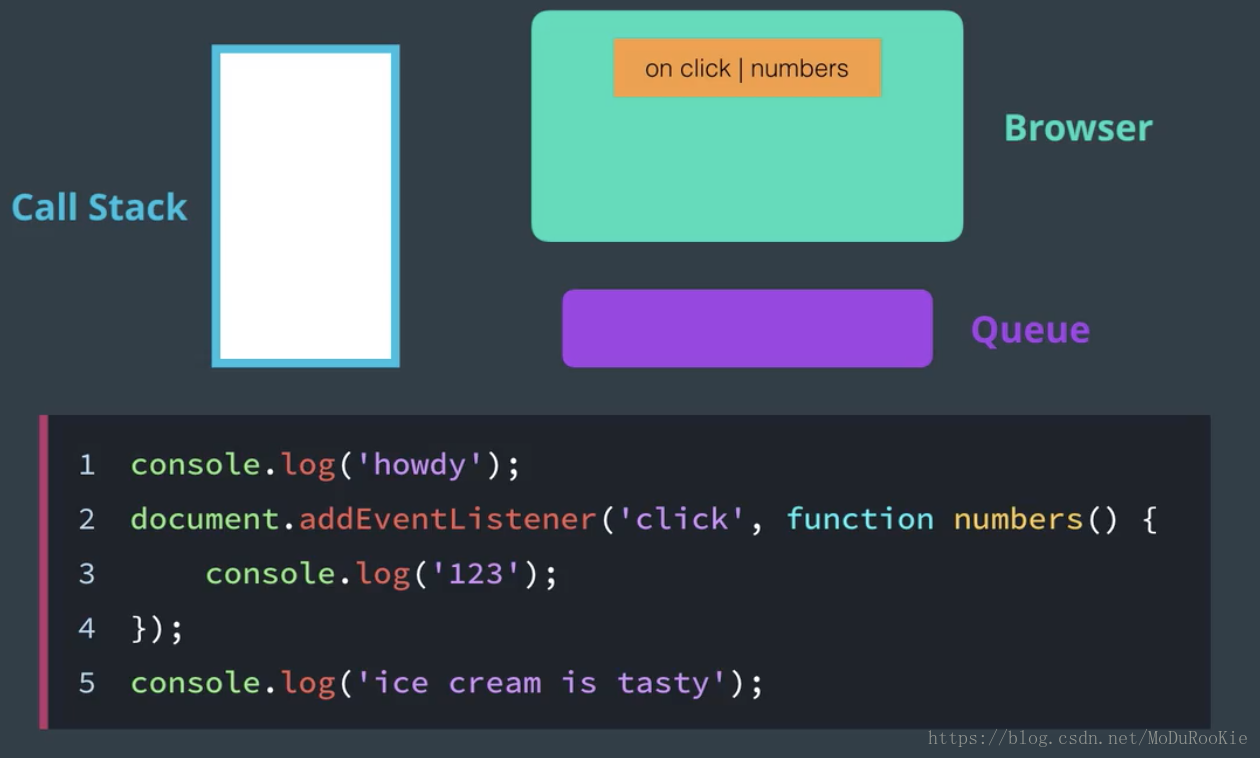 on click | numbers
Browser
Call Stack
Queue
1 console.log('howdy');
2 document.addEventListener('click', function numbers() {
3     console.log('123');
4 });
5 console.log('ice cream is tasty');
https://blog.csdn.net/MoDuRooKie